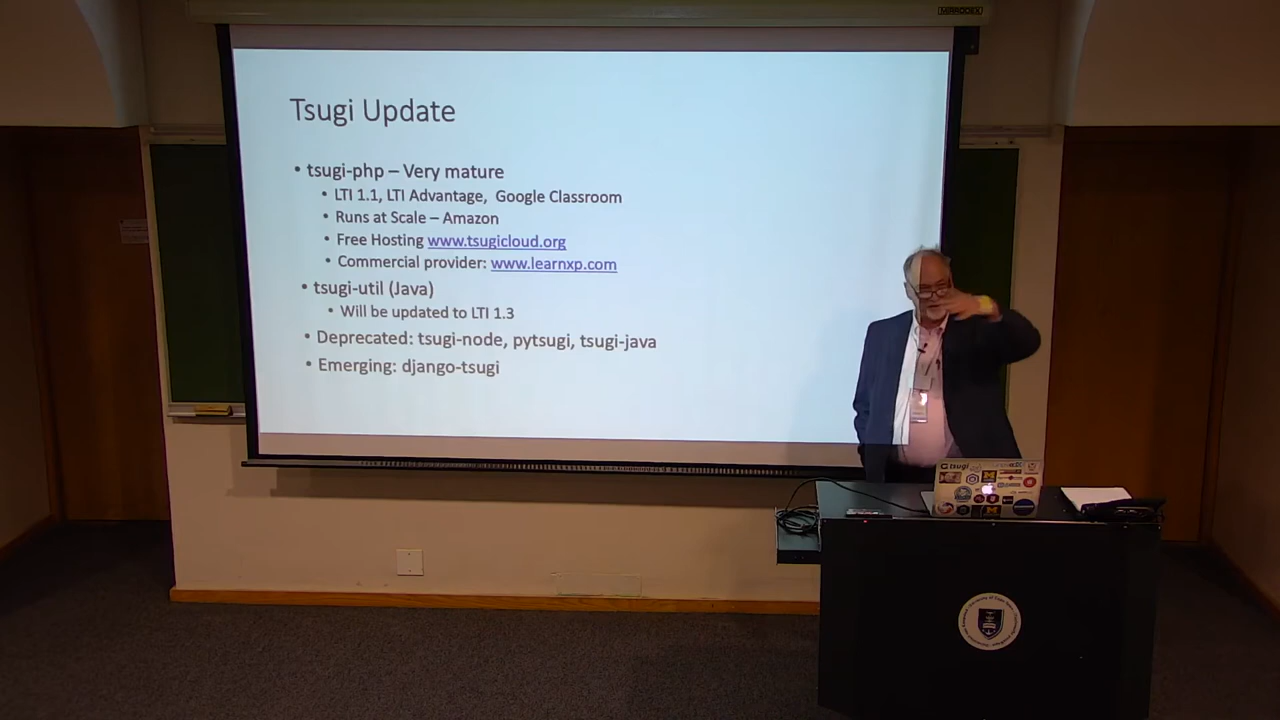 Tsugi Update
• tsugi-php – Very mature
• LTI 1.1, LTI Advantage, Google Classroom
• Runs at Scale – Amazon
• Free Hosting www.tsugicloud.org
• Commercial provider: www.learnxp.com
• tsugi-util (Java)
• Will be updated to LTI 1.3
• Deprecated: tsugi-node, pytsugi, tsugi-java
• Emerging: django-tsugi
tsugi